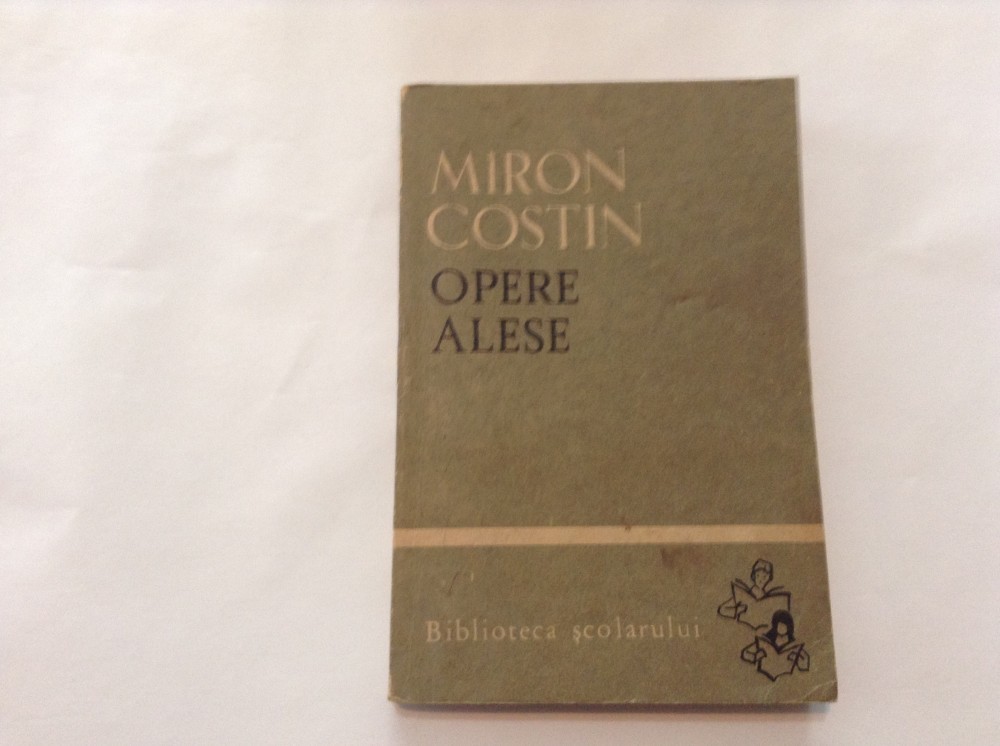 MIRON
COSTIN
OPERE
ALESE
Biblioteca școlarului